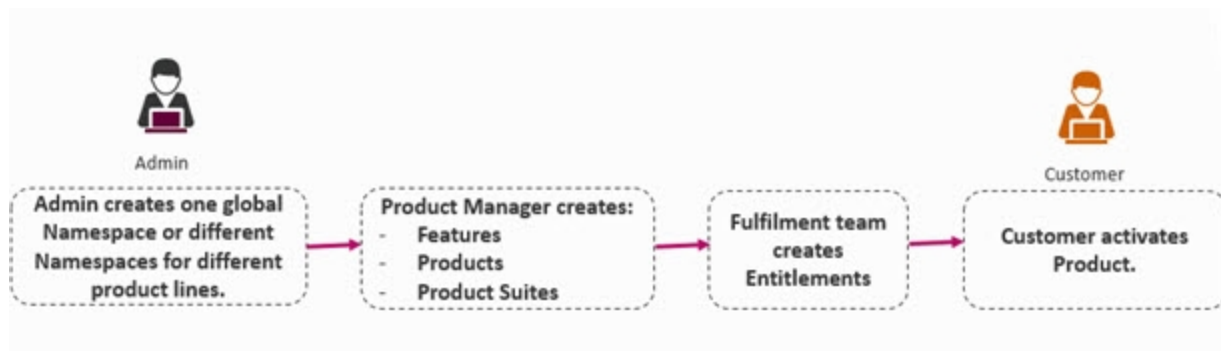 Admin
Customer
Admin creates one global
Namespace or different
Namespaces for different
product lines.
Product Manager creates:
- Features
- Products
- Product Suites
Fulfilment team
creates
Entitlements
Customer activates
Product.